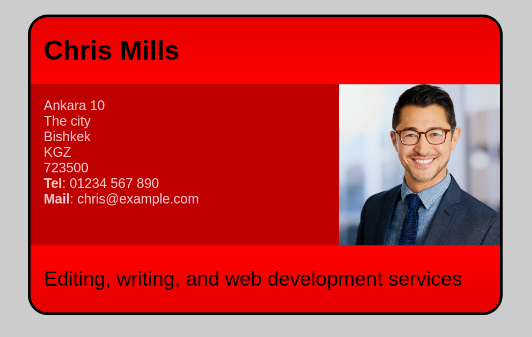 Chris Mills
Ankara 10
The city
Bishkek
KGZ
723500
Tel: 01234 567 890
Mail: chris@example.com
Editing, writing, and web development services